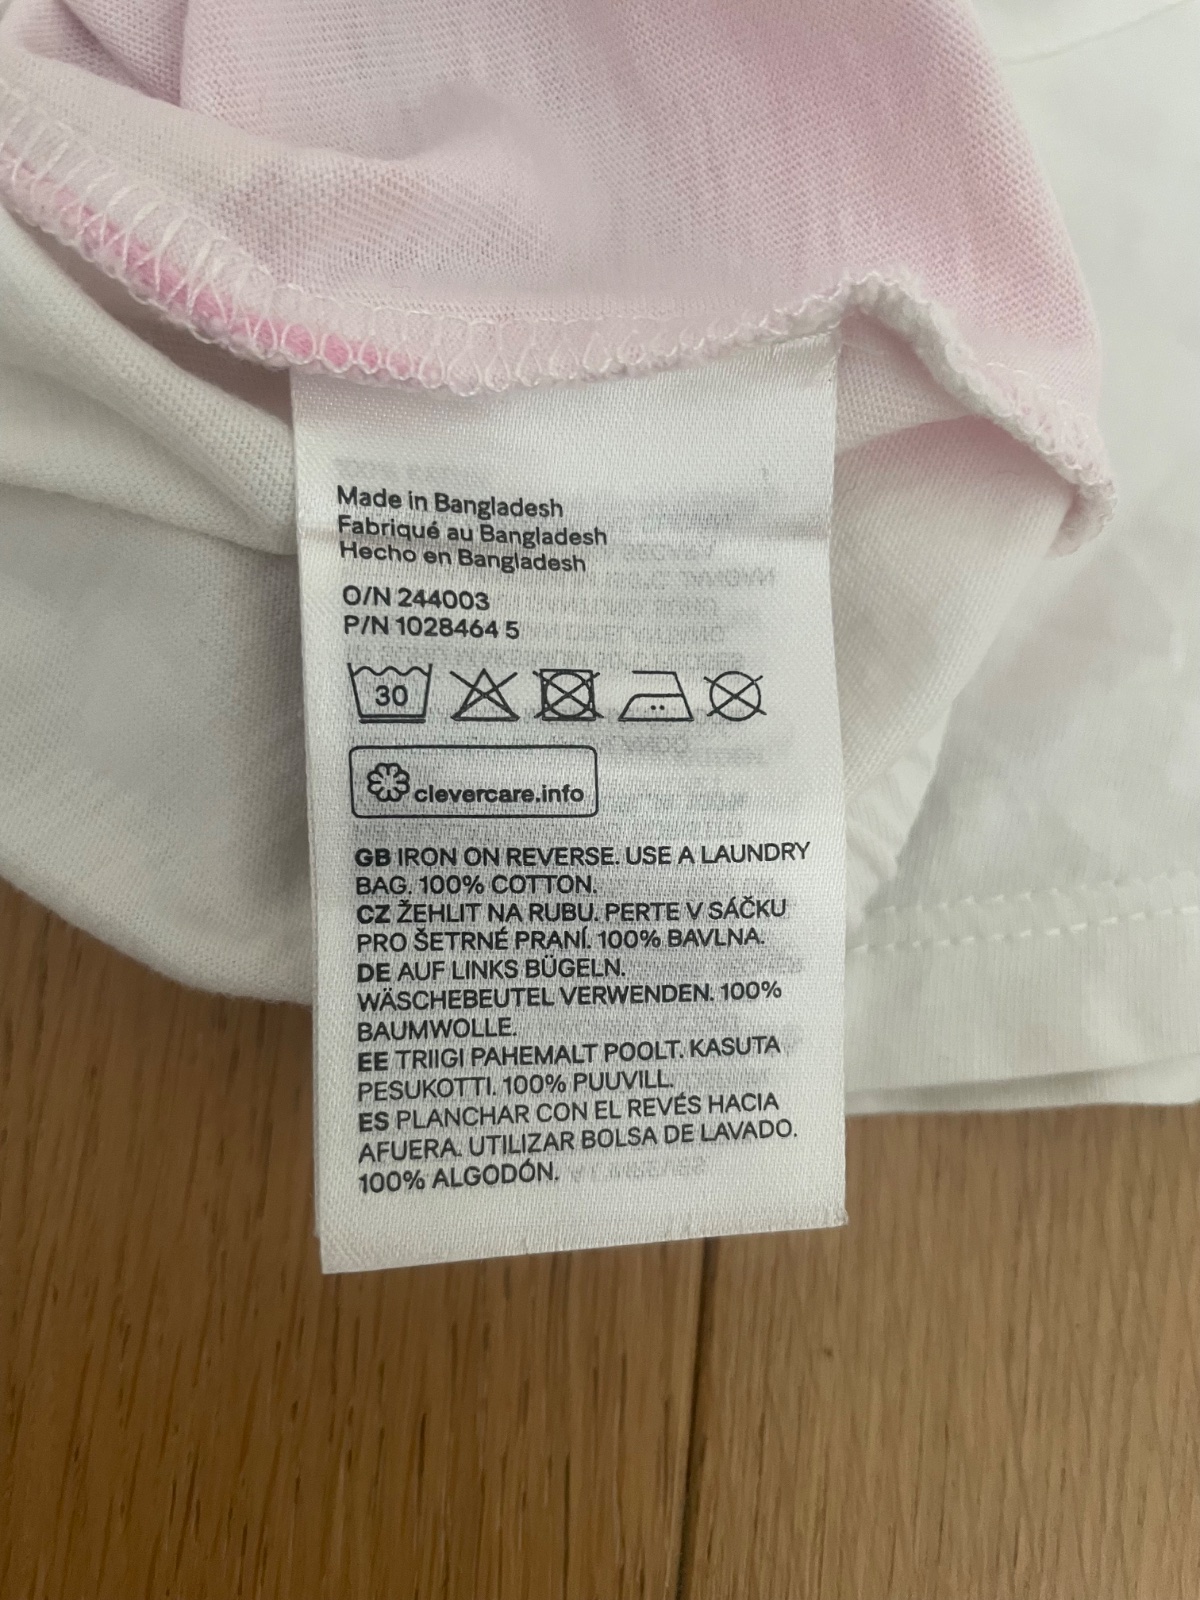 Made in Bangladesh
Fabriqué au Bangladesh
Hecho en Bangladesh
O/N 244003
P/N 1028464 5
30
clevercare.info
GB IRON ON REVERSE. USE A LAUNDRY
BAG. 100% COTTON.
CZ ŽEHLIT NA RUBU. PERTE V SÁČKU
PRO ŠETRNÉ PRANÍ. 100% BAVLNA.
DE AUF LINKS BÜGELN.
WÄSCHEBEUTEL VERWENDEN. 100%
BAUMWOLLE.
EE TRIIGI PAHEMALT POOLT. KASUTA
PESUKOTTI. 100% PUUVILL.
ES PLANCHAR CON EL REVÉS HACIA
AFUERA. UTILIZAR BOLSA DE LAVADO.
100% ALGODÓN.